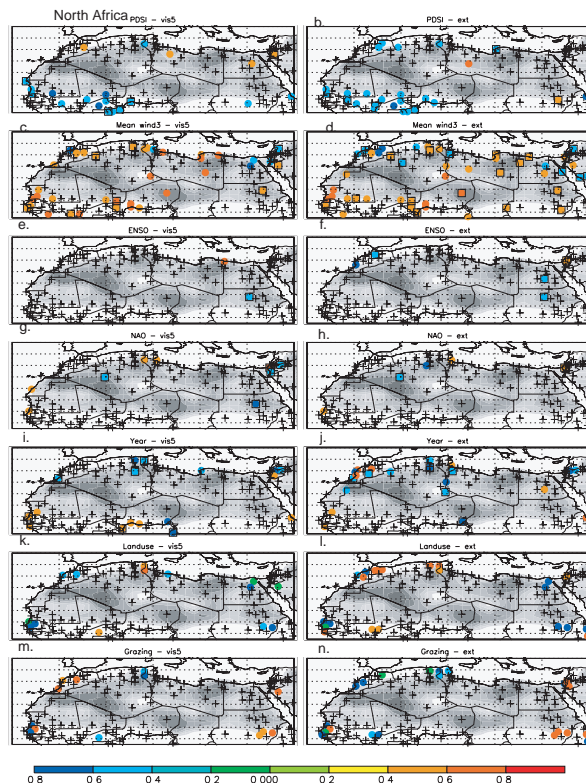 North Africa
PDSI - vis5
b. PDSI - ext
c. Mean wind3 - vis5
d. Mean wind3 - ext
e. ENSO - vis5
f. ENSO - ext
g. NAO - vis5
h. NAO - ext
i. Year - vis5
j. Year - ext
k. Landuse - vis5
l. Landuse - ext
m. Grazing - vis5
n. Grazing - ext
0.8 0.6 0.4 0.2 0.000 0.2 0.4 0.6 0.8